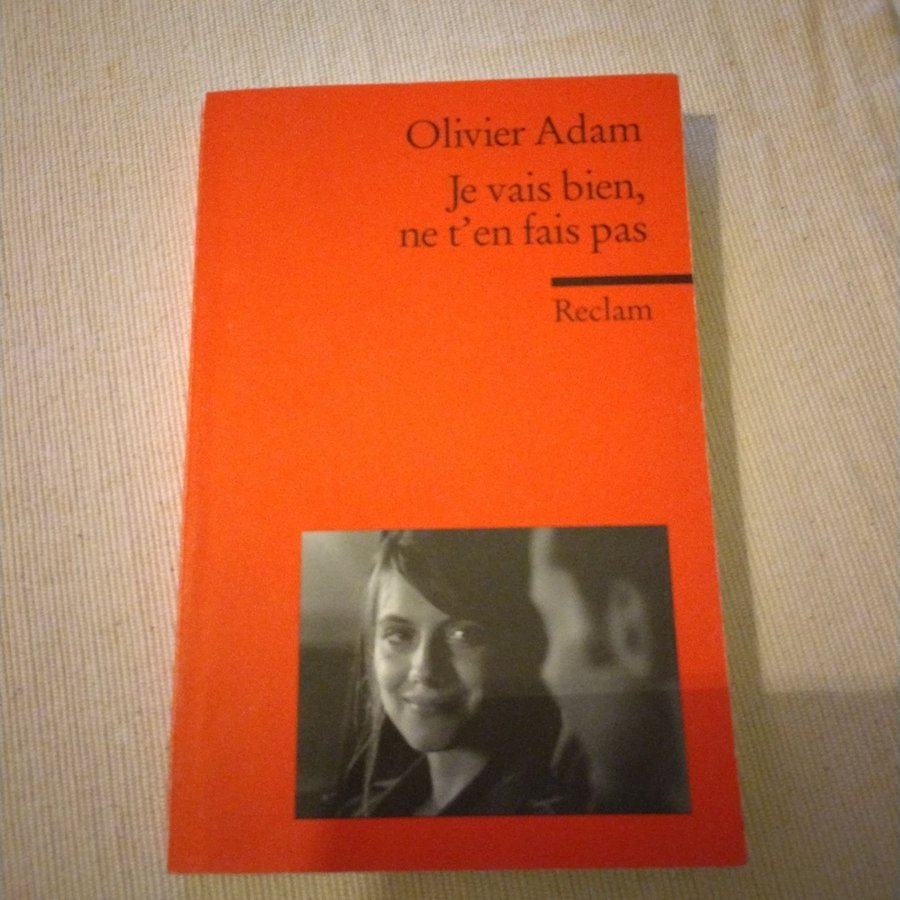 Olivier Adam
Je vais bien,
ne t’en fais pas
Reclam